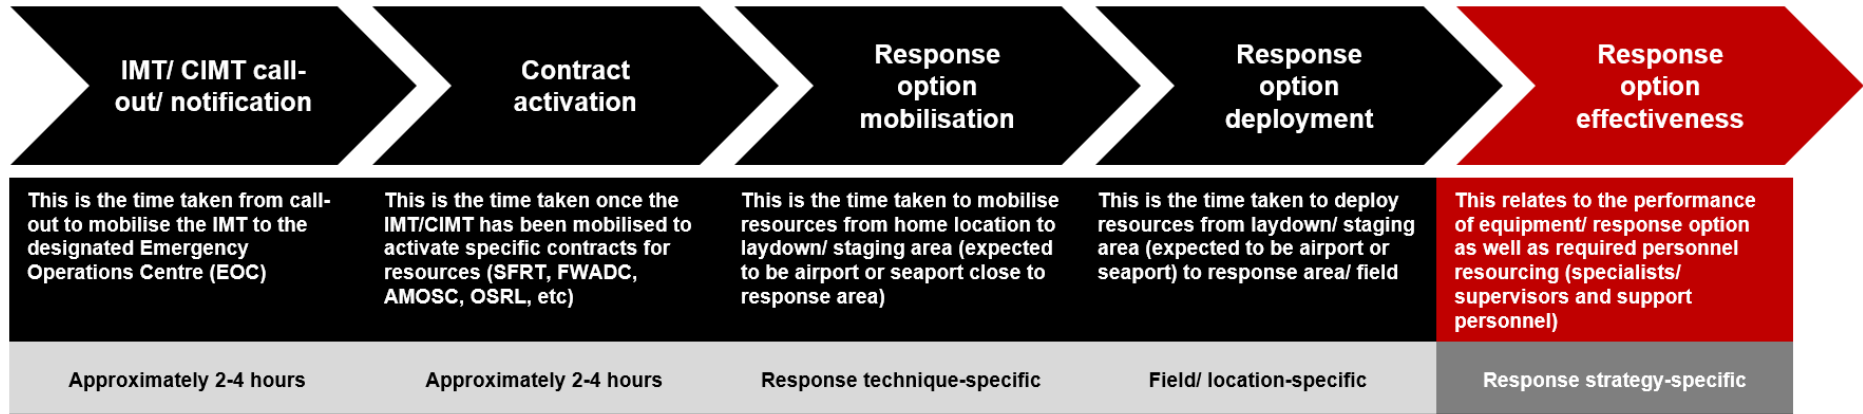 IMT/ CIMT call-
out/ notification
Contract
activation
Response
option
mobilisation
Response
option
deployment
Response
option
effectiveness
This is the time taken from call-
out to mobilise the IMT to the
designated Emergency
Operations Centre (EOC)
This is the time taken once the
IMT/CIMT has been mobilised to
activate specific contracts for
resources (SFRT, FWADC,
AMOSC, OSRL, etc)
This is the time taken to mobilise
resources from home location to
laydown/ staging area (expected
to be airport or seaport close to
response area)
This is the time taken to deploy
resources from laydown/ staging
area (expected to be airport or
seaport) to response area/ field
This relates to the performance
of equipment/ response option
as well as required personnel
resourcing (specialists/
supervisors and support
personnel)
Approximately 2-4 hours
Approximately 2-4 hours
Response technique-specific
Field/ location-specific
Response strategy-specific